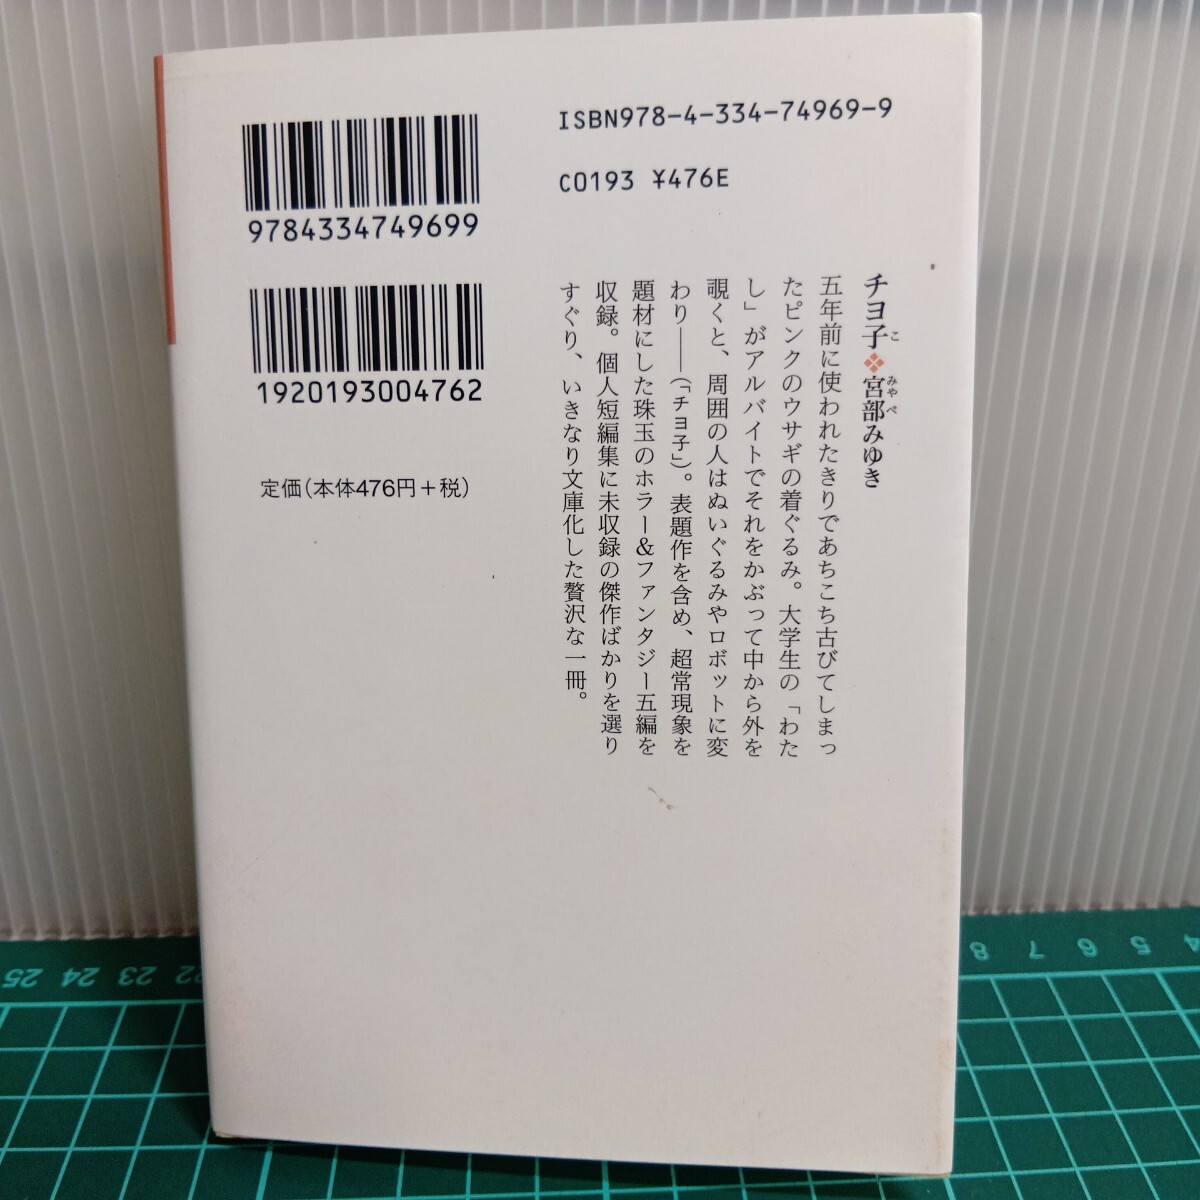 ISBN978-4-334-74969-9
C0193 ¥476E
9784334749699
1920193004762
定価(本体476円+税)
チヨ子❖宮部みゆき
こ
みやべ
五年前に使われたきりであちこち古びてしまっ
たピンクのウサギの着ぐるみ。大学生の「わた
し」がアルバイトでそれをかぶって中から外を
覗くと、周囲の人はぬいぐるみやロボットに変
わり――(「チヨ子」)。表題作を含め、超常現象を
題材にした珠玉のホラー&ファンタジー五編を
収録。個人短編集に未収録の傑作ばかりを選り
すぐり、いきなり文庫化した贅沢な一冊。
25 24 23 22
8 7 6 5 4